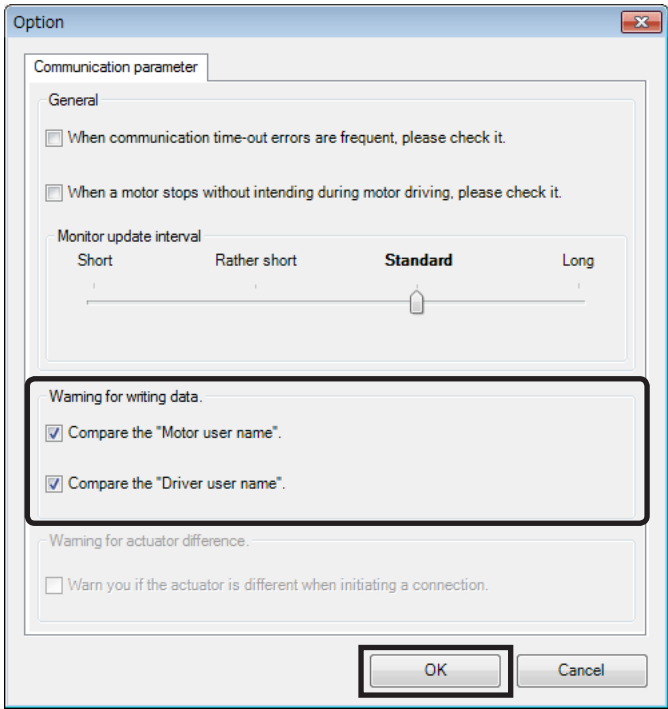 Option
Communication parameter
General
When communication time-out errors are frequent, please check it.
When a motor stops without intending during motor driving, please check it.
Monitor update interval
Short Rather short Standard Long
Warning for writing data.
Compare the "Motor user name".
Compare the "Driver user name".
Warning for actuator difference.
Warn you if the actuator is different when initiating a connection.
OK Cancel